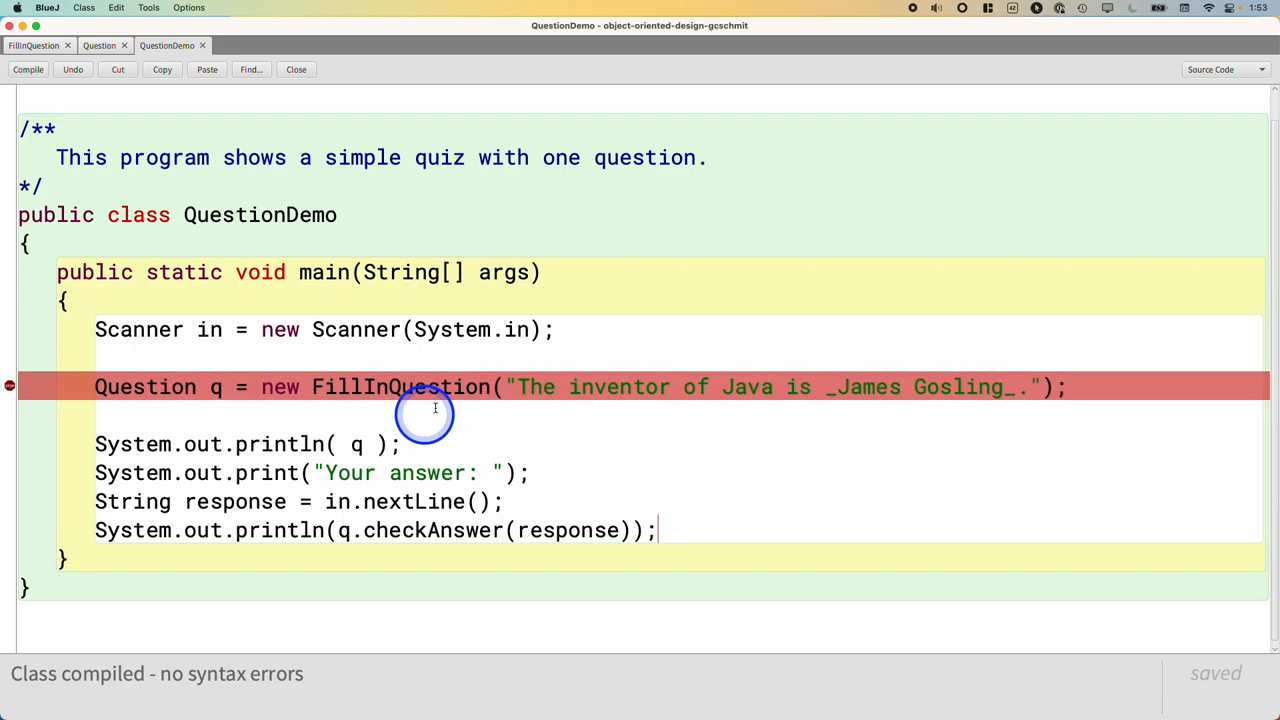 BlueJ Class Edit Tools Options 42 1:53
QuestionDemo - object-oriented-design-gcschmit
FillInQuestion × Question × QuestionDemo ×
Compile Undo Cut Copy Paste Find... Close Source Code
/**
This program shows a simple quiz with one question.
*/
public class QuestionDemo
{
public static void main(String[] args)
{
Scanner in = new Scanner(System.in);
Question q = new FillInQuestion("The inventor of Java is _James Gosling_.");
System.out.println( q );
System.out.print("Your answer: ");
String response = in.nextLine();
System.out.println(q.checkAnswer(response));
}
}
Class compiled - no syntax errors
saved